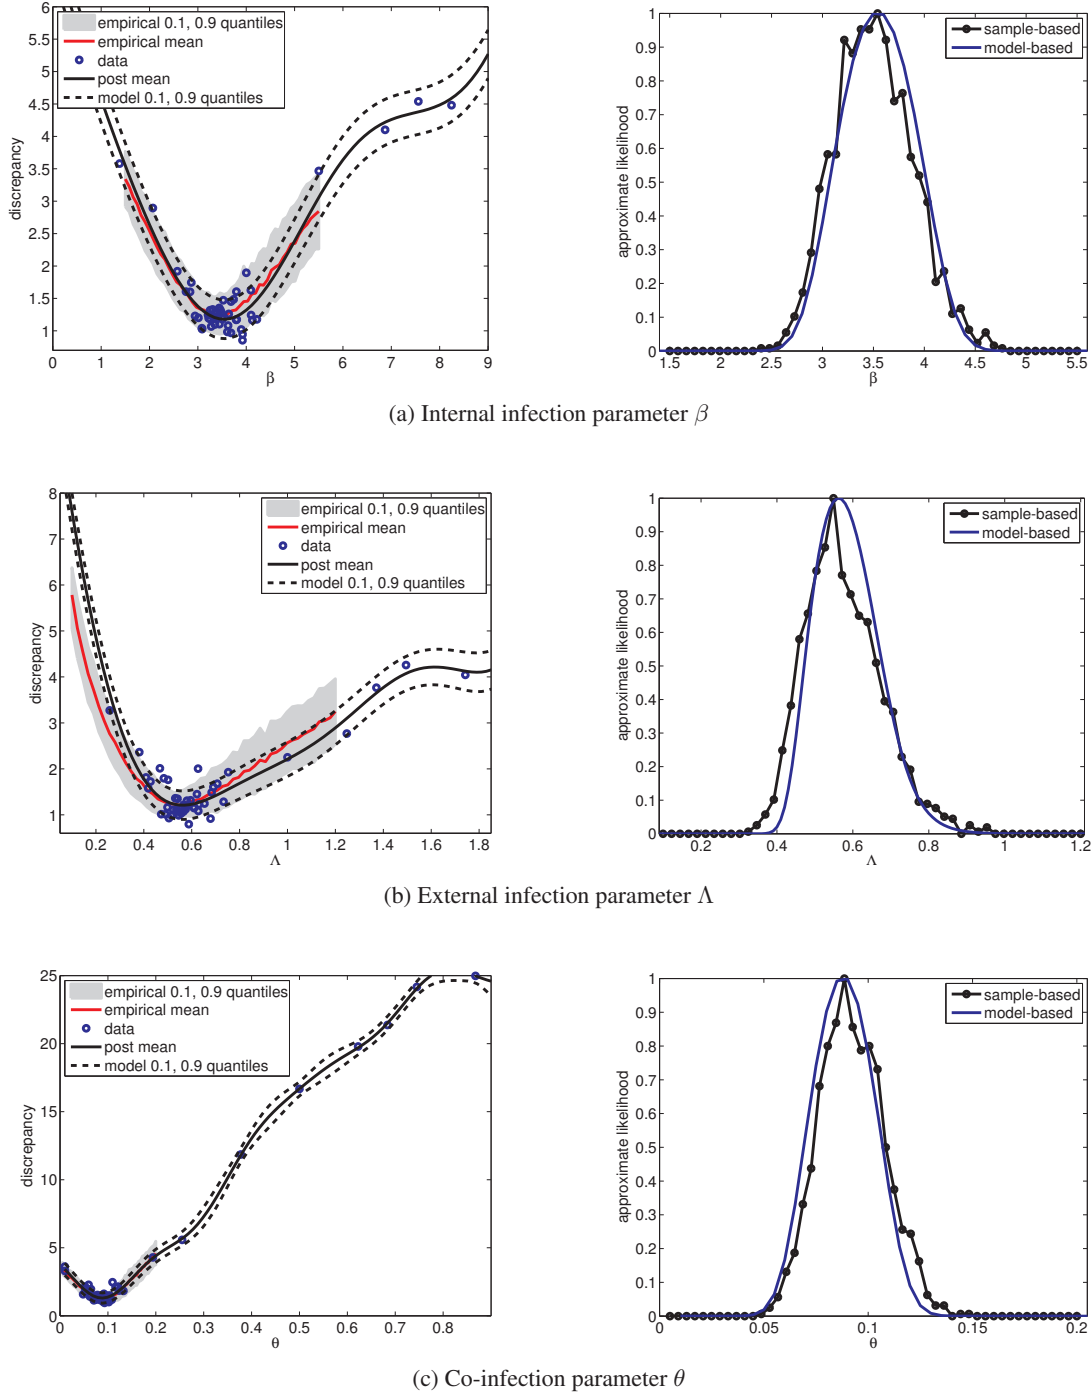 empirical 0.1, 0.9 quantiles
empirical mean
data
post mean
model 0.1, 0.9 quantiles
discrepancy
6
5.5
5
4.5
4
3.5
3
2.5
2
1.5
1
0 1 2 3 4 5 6 7 8 9
β
sample-based
model-based
approximate likelihood
1
0.9
0.8
0.7
0.6
0.5
0.4
0.3
0.2
0.1
0
1.5 2 2.5 3 3.5 4 4.5 5 5.5
β
(a) Internal infection parameter β
empirical 0.1, 0.9 quantiles
empirical mean
data
post mean
model 0.1, 0.9 quantiles
discrepancy
8
7
6
5
4
3
2
1
0.2 0.4 0.6 0.8 1.0 1.2 1.4 1.6 1.8
Λ
sample-based
model-based
approximate likelihood
1
0.9
0.8
0.7
0.6
0.5
0.4
0.3
0.2
0.1
0
0.2 0.4 0.6 0.8 1 1.2
Λ
(b) External infection parameter Λ
empirical 0.1, 0.9 quantiles
empirical mean
data
post mean
model 0.1, 0.9 quantiles
discrepancy
25
20
15
10
5
0
0 0.1 0.2 0.3 0.4 0.5 0.6 0.7 0.8
θ
sample-based
model-based
approximate likelihood
1
0.9
0.8
0.7
0.6
0.5
0.4
0.3
0.2
0.1
0
0 0.05 0.1 0.15 0.2
θ
(c) Co-infection parameter θ